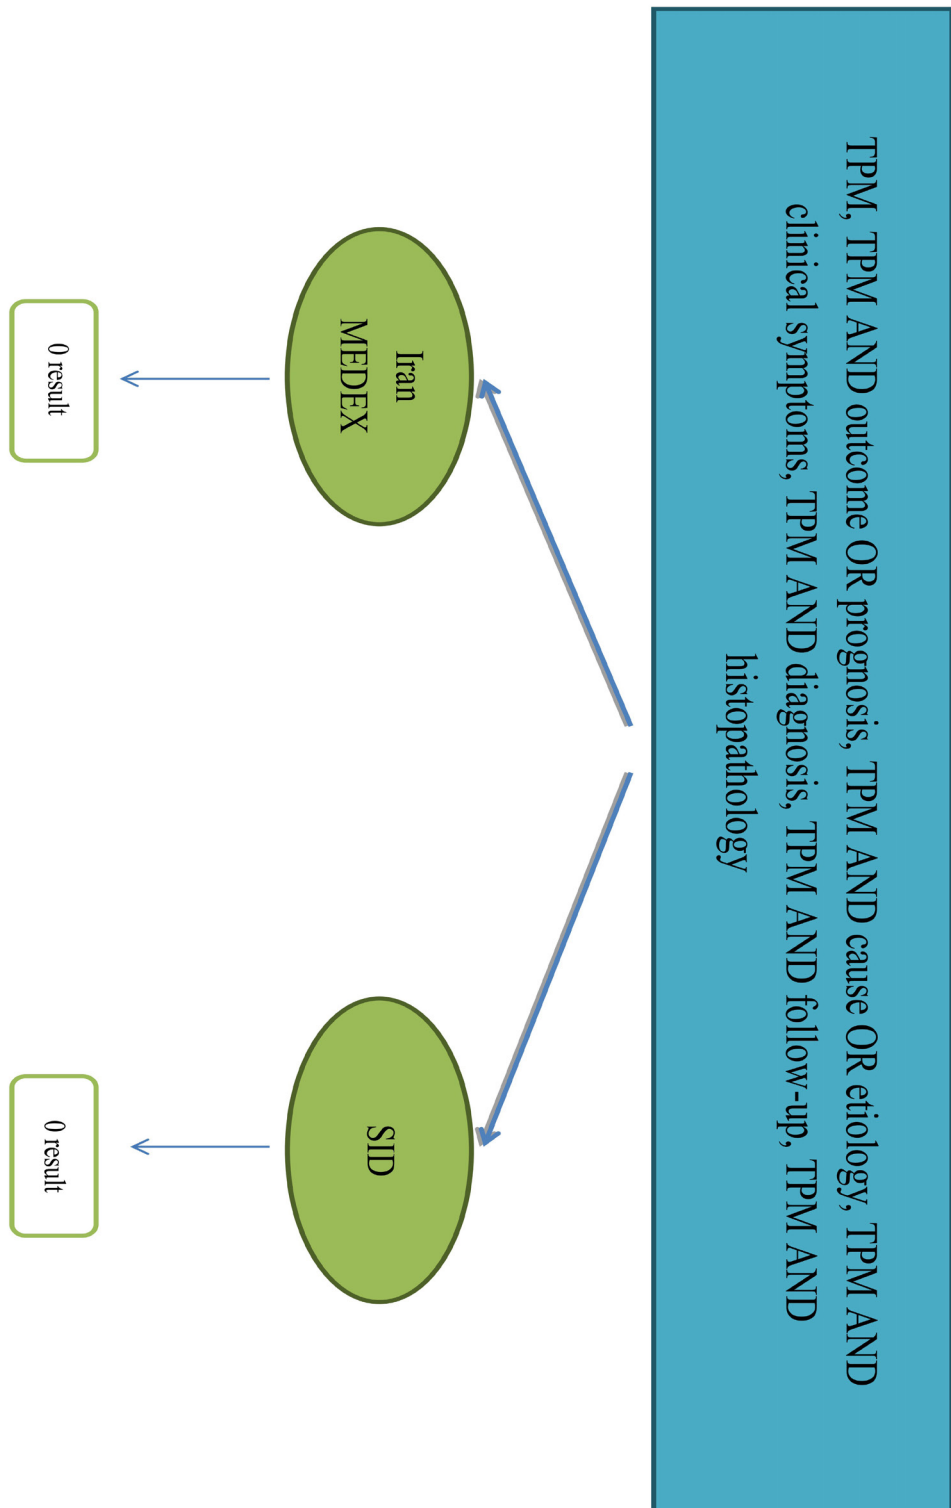 TPM, TPM AND outcome OR prognosis, TPM AND cause OR etiology, TPM AND
clinical symptoms, TPM AND diagnosis, TPM AND follow-up, TPM AND
histopathology
Iran
MEDEX
SID
0 result
0 result